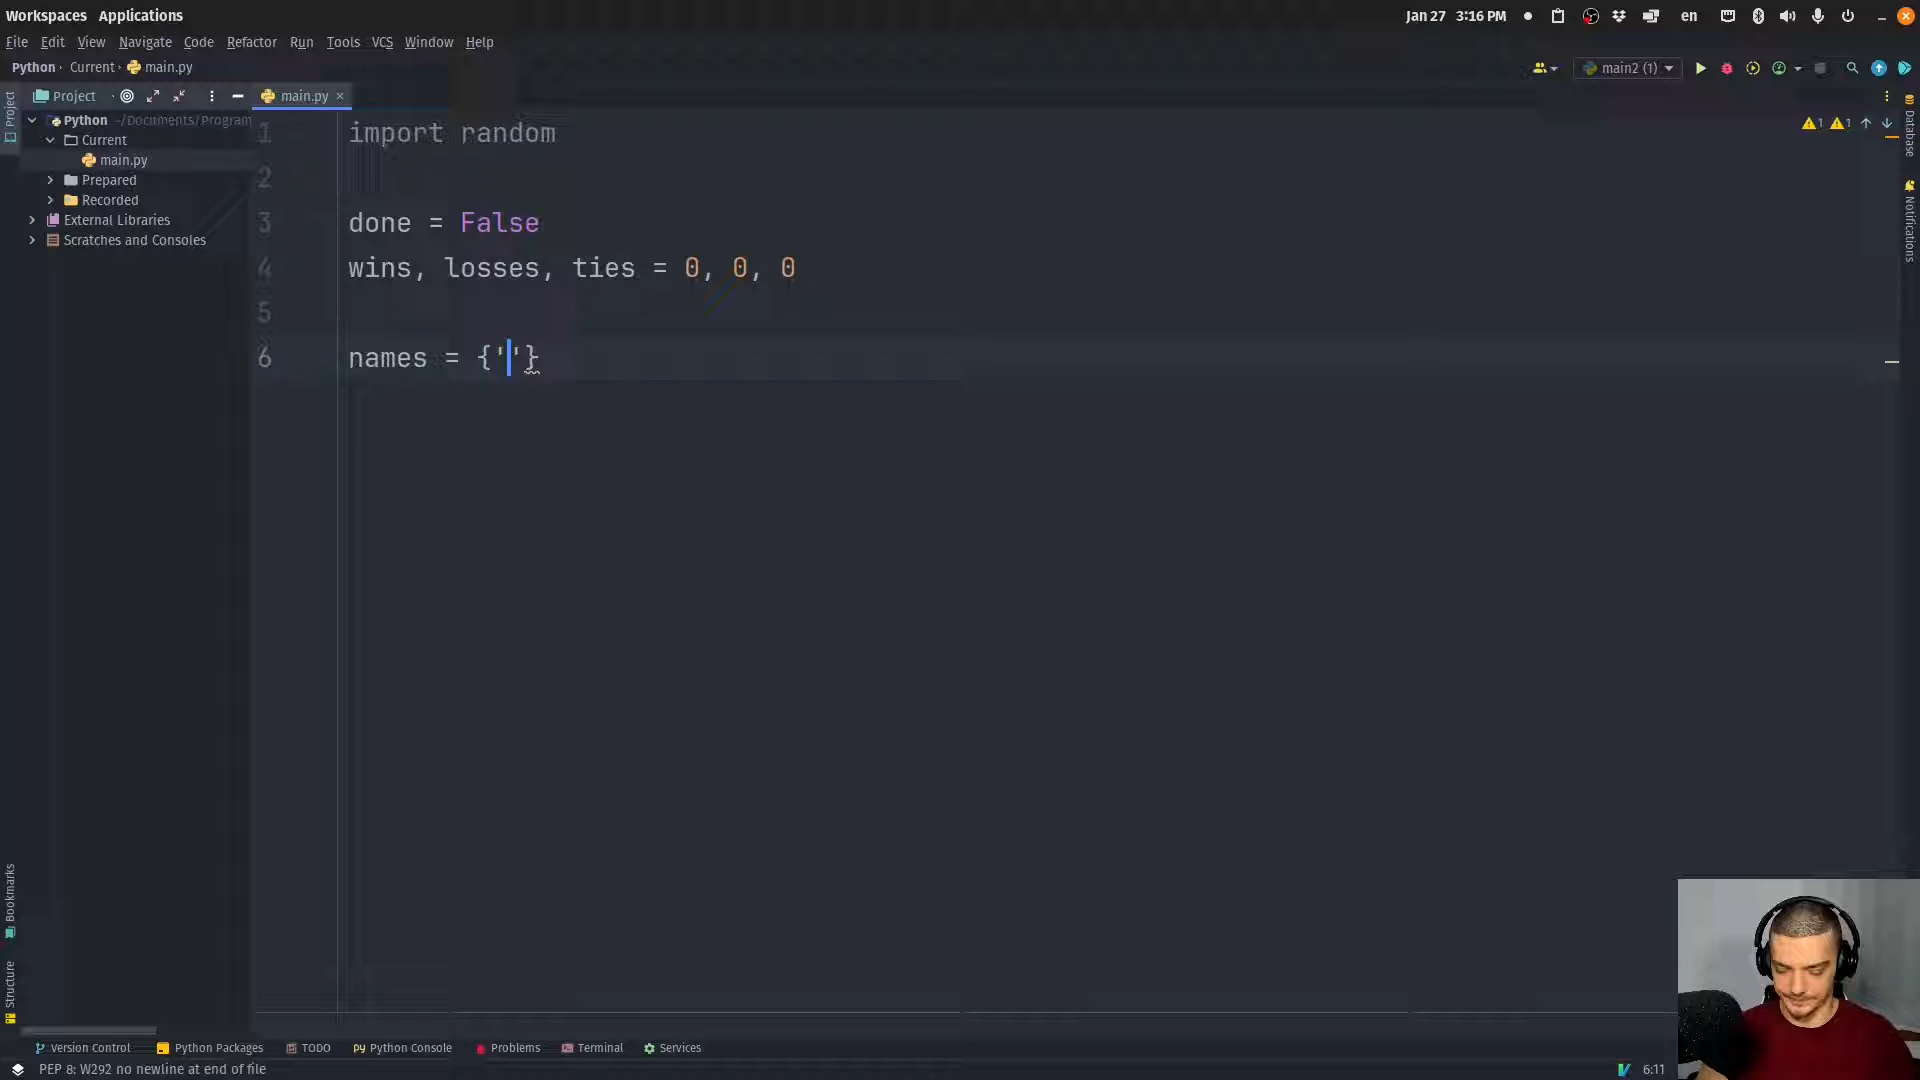 Workspaces Applications
Jan 27 3:16 PM
en
File Edit View Navigate Code Refactor Run Tools VCS Window Help
Python Current main.py
main2 (1)
Project
main.py
Project
Python ~/Documents/Program
Current
main.py
Prepared
Recorded
External Libraries
Scratches and Consoles
1 import random
2
3 done = False
4 wins, losses, ties = 0, 0, 0
5
6 names = {''}
1 1
Database
Notifications
Bookmarks
Structure
Version Control Python Packages TODO Python Console Problems Terminal Services
PEP 8: W292 no newline at end of file
6:11